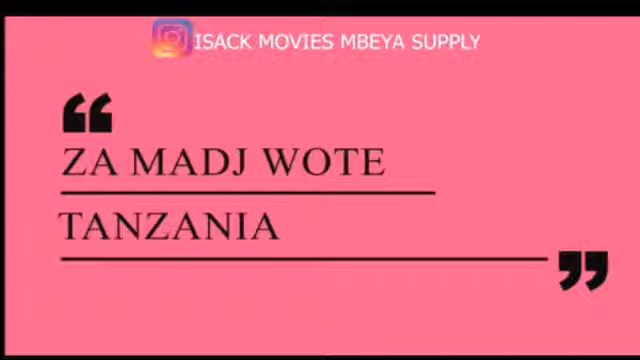 ISACK MOVIES MBEYA SUPPLY
“
ZA MADJ WOTE
TANZANIA
”